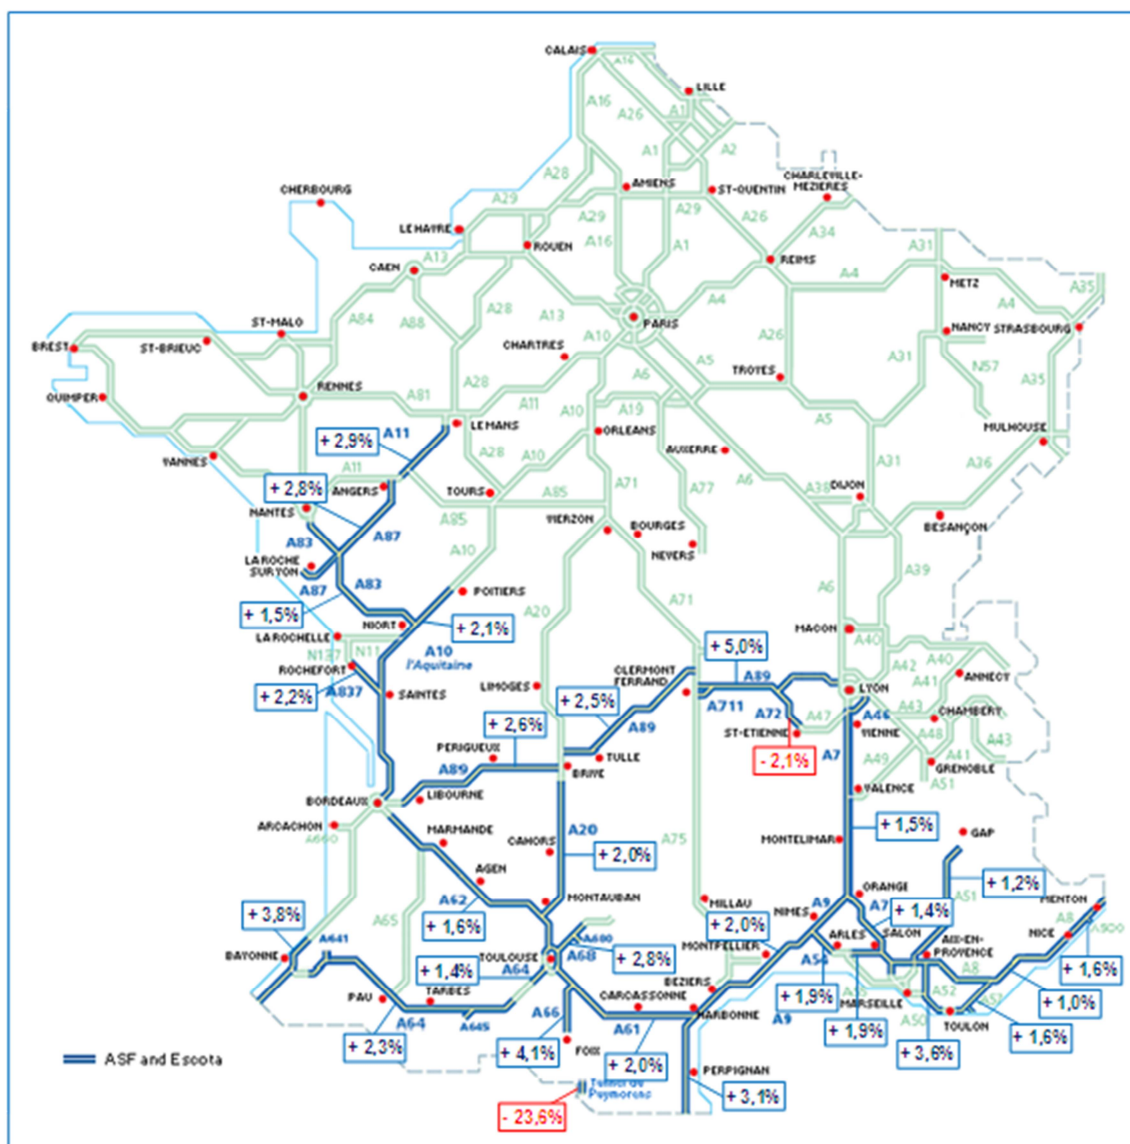 CALAIS
A16
LILLE
A16
A26
A1
A1
A2
A28
CHERBOURG
A29
AMIENS
ST-QUENTIN
CHARLEVILLE-
MEZIERES
LE HAVRE
A29
A29
A26
A34
ROUEN
A16
A1
A31
CAEN
A13
REIMS
METZ
A4
A4
A4
A35
ST-MALO
A84
A88
A28
A13
PARIS
A10
A26
NANCY
STRASBOURG
BREST
ST-BRIEUC
CHARTRES
A5
A31
A6
TROYES
N57
A35
QUIMPER
RENNES
A81
A28
A11
A10
A19
A5
LE MANS
ORLEANS
MULHOUSE
+ 2,9%
A11
AUXERRE
VANNES
A11
A28
A10
A6
A31
A36
+ 2,8%
ANGERS
TOURS
A85
A71
A77
A38
DIJON
NANTES
A85
VIERZON
BOURGES
BESANÇON
A83
A87
A10
NEVERS
LA ROCHE
SUR YON
A87
A83
POITIERS
A20
A71
A6
A39
+ 1,5%
NIORT
+ 2,1%
MACON
A40
LA ROCHELLE
N137
N11
A10
l'Aquitaine
+ 5,0%
A42
A40
ROCHEFORT
CLERMONT
FERRAND
A89
A41
ANNECY
+ 2,2%
A837
SAINTES
LIMOGES
+ 2,5%
A711
LYON
A72
A47
A46
A43
CHAMBERY
+ 2,6%
A89
ST-ETIENNE
VIENNE
A48
A43
PERIGUEUX
TULLE
- 2,1%
A7
A49
A41
GRENOBLE
A89
BRIVE
A51
BORDEAUX
LIBOURNE
VALENCE
ARCACHON
A660
MARMANDE
A20
CAHORS
+ 2,0%
A75
MONTELIMAR
+ 1,5%
GAP
AGEN
A62
MONTAUBAN
MILLAU
ORANGE
A51
+ 1,2%
MENTON
+ 3,8%
A65
+ 1,6%
NIMES
A9
A7
+ 1,4%
A8
A500
A641
A680
+ 2,0%
ARLES
SALON
AIX-EN-
PROVENCE
NICE
BAYONNE
TOULOUSE
A68
MONTPELLIER
A54
+ 1,4%
A64
+ 2,8%
A8
+ 1,6%
PAU
TARBES
BEZIERS
+ 1,9%
A55
MARSEILLE
A52
A57
+ 1,0%
A64
A645
A66
CARCASSONNE
NARBONNE
A9
A50
TOULON
A61
+ 1,9%
+ 1,6%
+ 2,3%
+ 4,1%
FOIX
+ 2,0%
+ 3,6%
ASF and Escota
PERPIGNAN
Tunnel du
Puymorens
+ 3,1%
- 23,6%